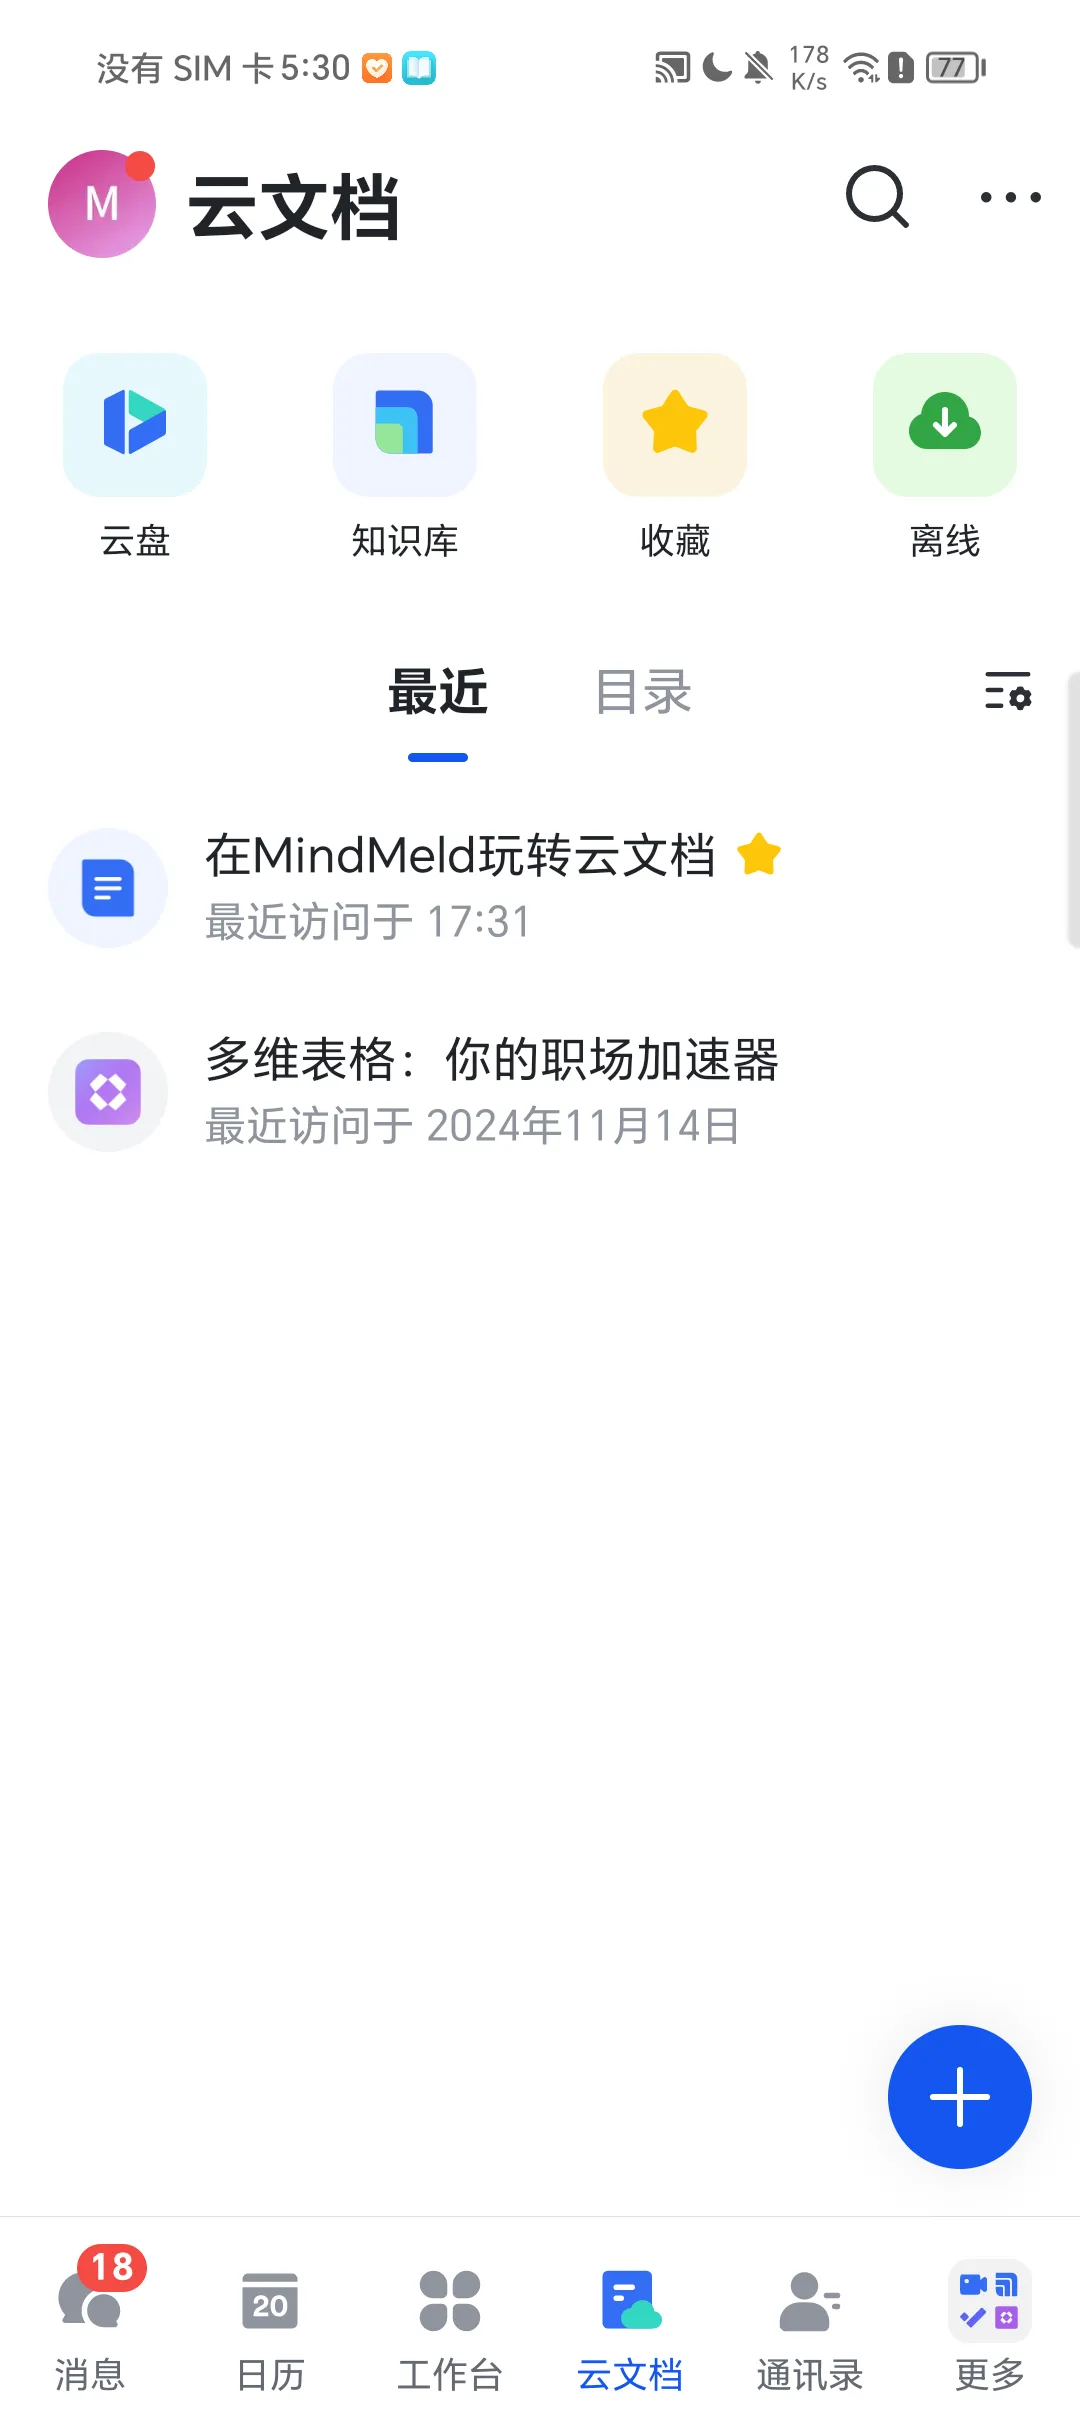 没有 SIM 卡 5:30
178 K/s
77
M
云文档
云盘
知识库
收藏
离线
最近
目录
在MindMeld玩转云文档
最近访问于 17:31
多维表格：你的职场加速器
最近访问于 2024年11月14日
18
20
消息
日历
工作台
云文档
通讯录
更多